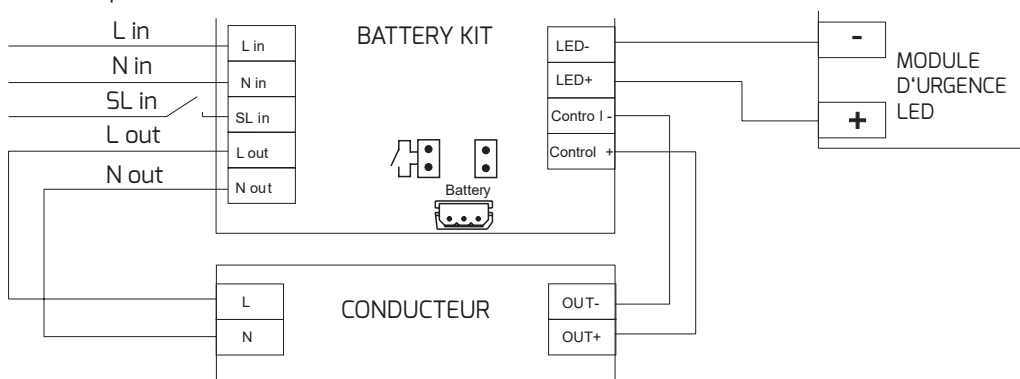 L in
N in
SL in
L out
N out
L in
N in
SL in
L out
N out
BATTERY KIT
Battery
LED-
LED+
Control -
Control +
-
+
MODULE
D'URGENCE
LED
L
N
CONDUCTEUR
OUT-
OUT+